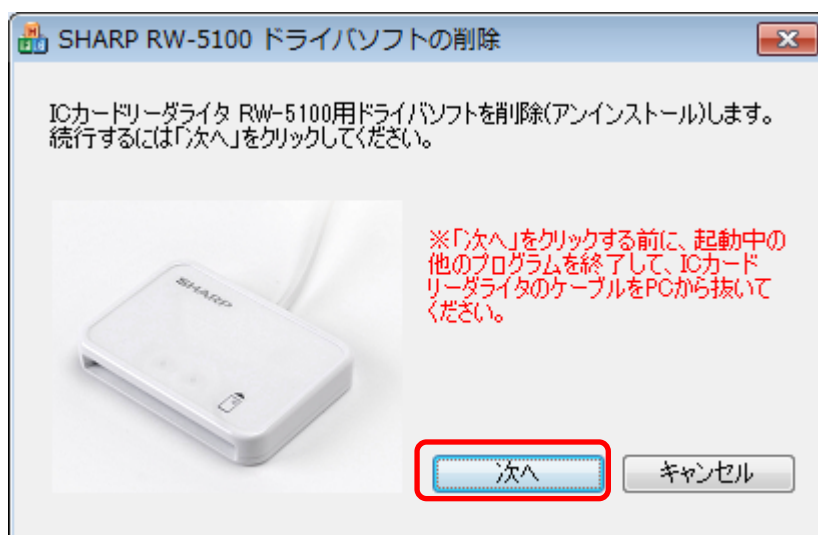 SHARP RW-5100 ドライバソフトの削除
ICカードリーダライタ RW-5100用ドライバソフトを削除(アンインストール)します。
続行するには「次へ」をクリックしてください。
SHARP
※「次へ」をクリックする前に、起動中の
他のプログラムを終了して、ICカード
リーダライタのケーブルをPCから抜いて
ください。
次へ
キャンセル